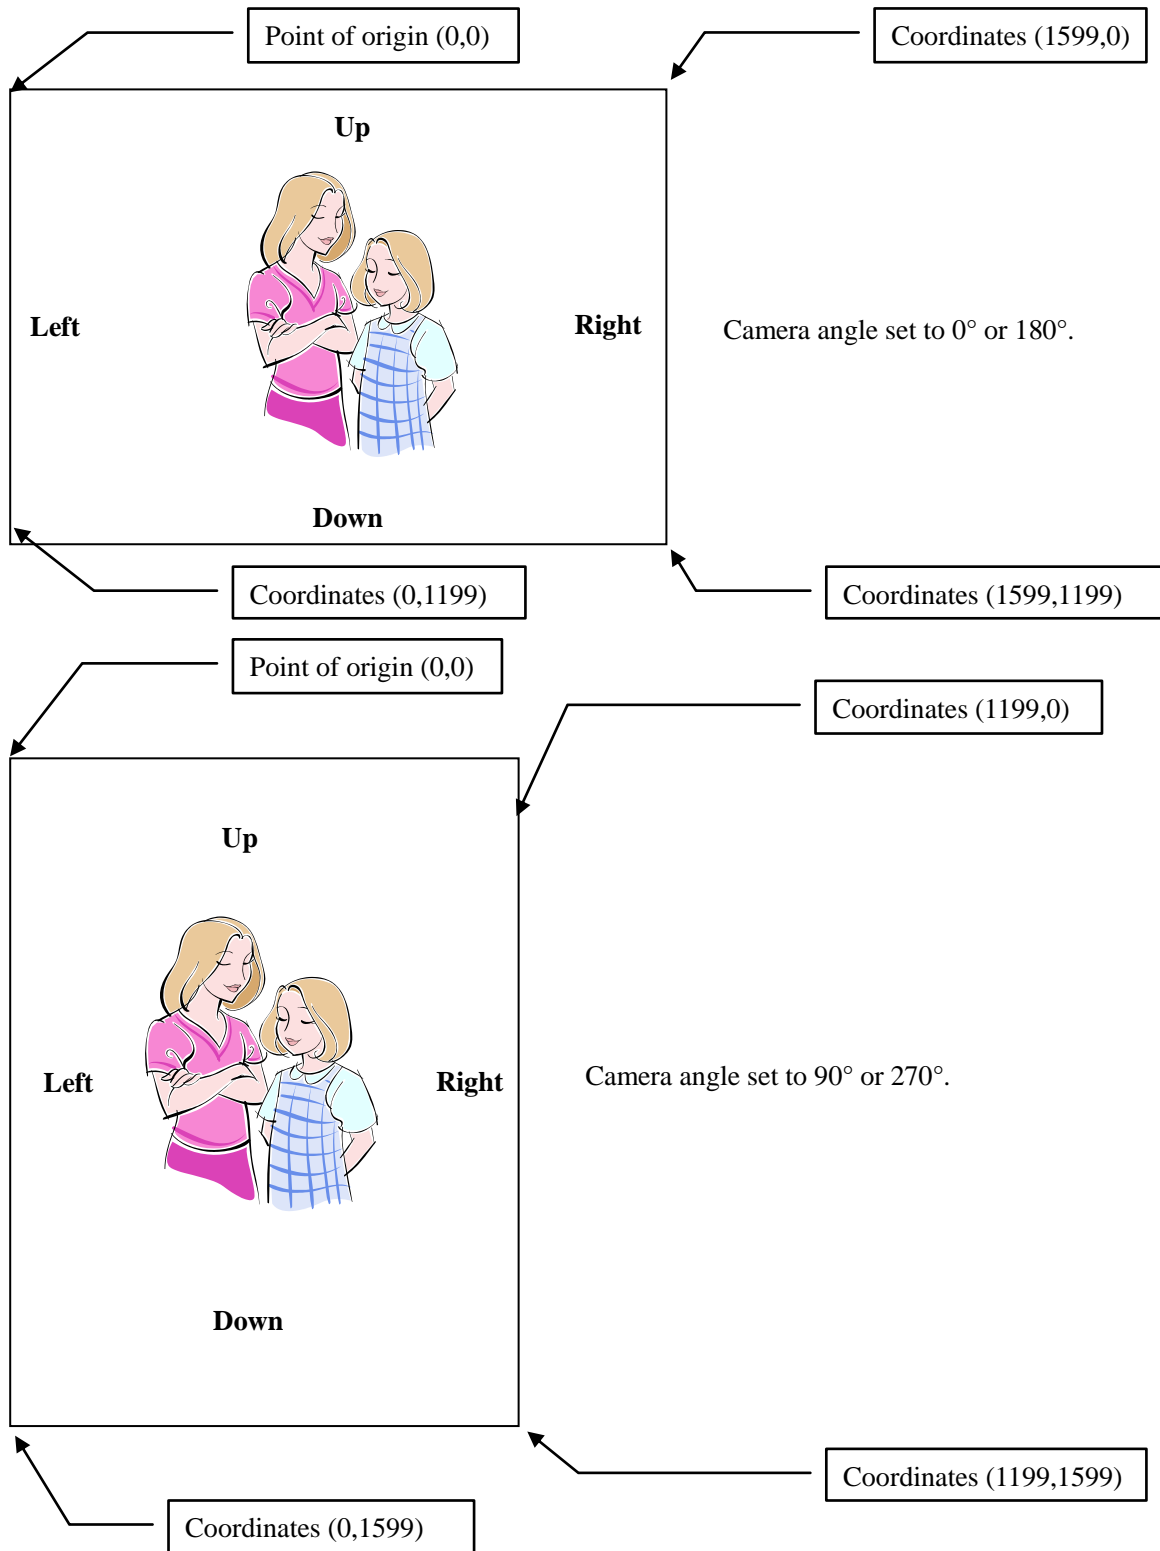 Point of origin (0,0)
Coordinates (1599,0)
Up
Left
Right
Camera angle set to 0° or 180°.
Down
Coordinates (0,1199)
Coordinates (1599,1199)
Point of origin (0,0)
Coordinates (1199,0)
Up
Left
Right
Camera angle set to 90° or 270°.
Down
Coordinates (1199,1599)
Coordinates (0,1599)